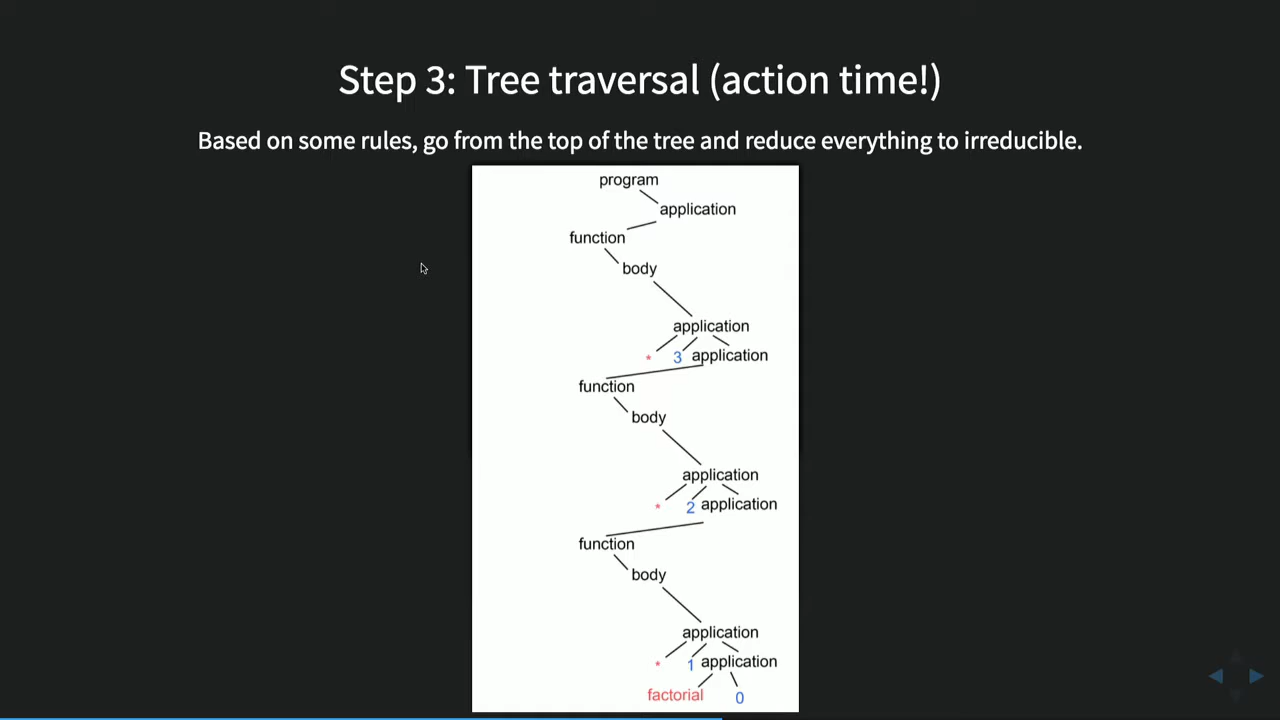 Step 3: Tree traversal (action time!)
Based on some rules, go from the top of the tree and reduce everything to irreducible.
program
application
function
body
application
* 3 application
function
body
application
* 2 application
function
body
application
* 1 application
factorial 0